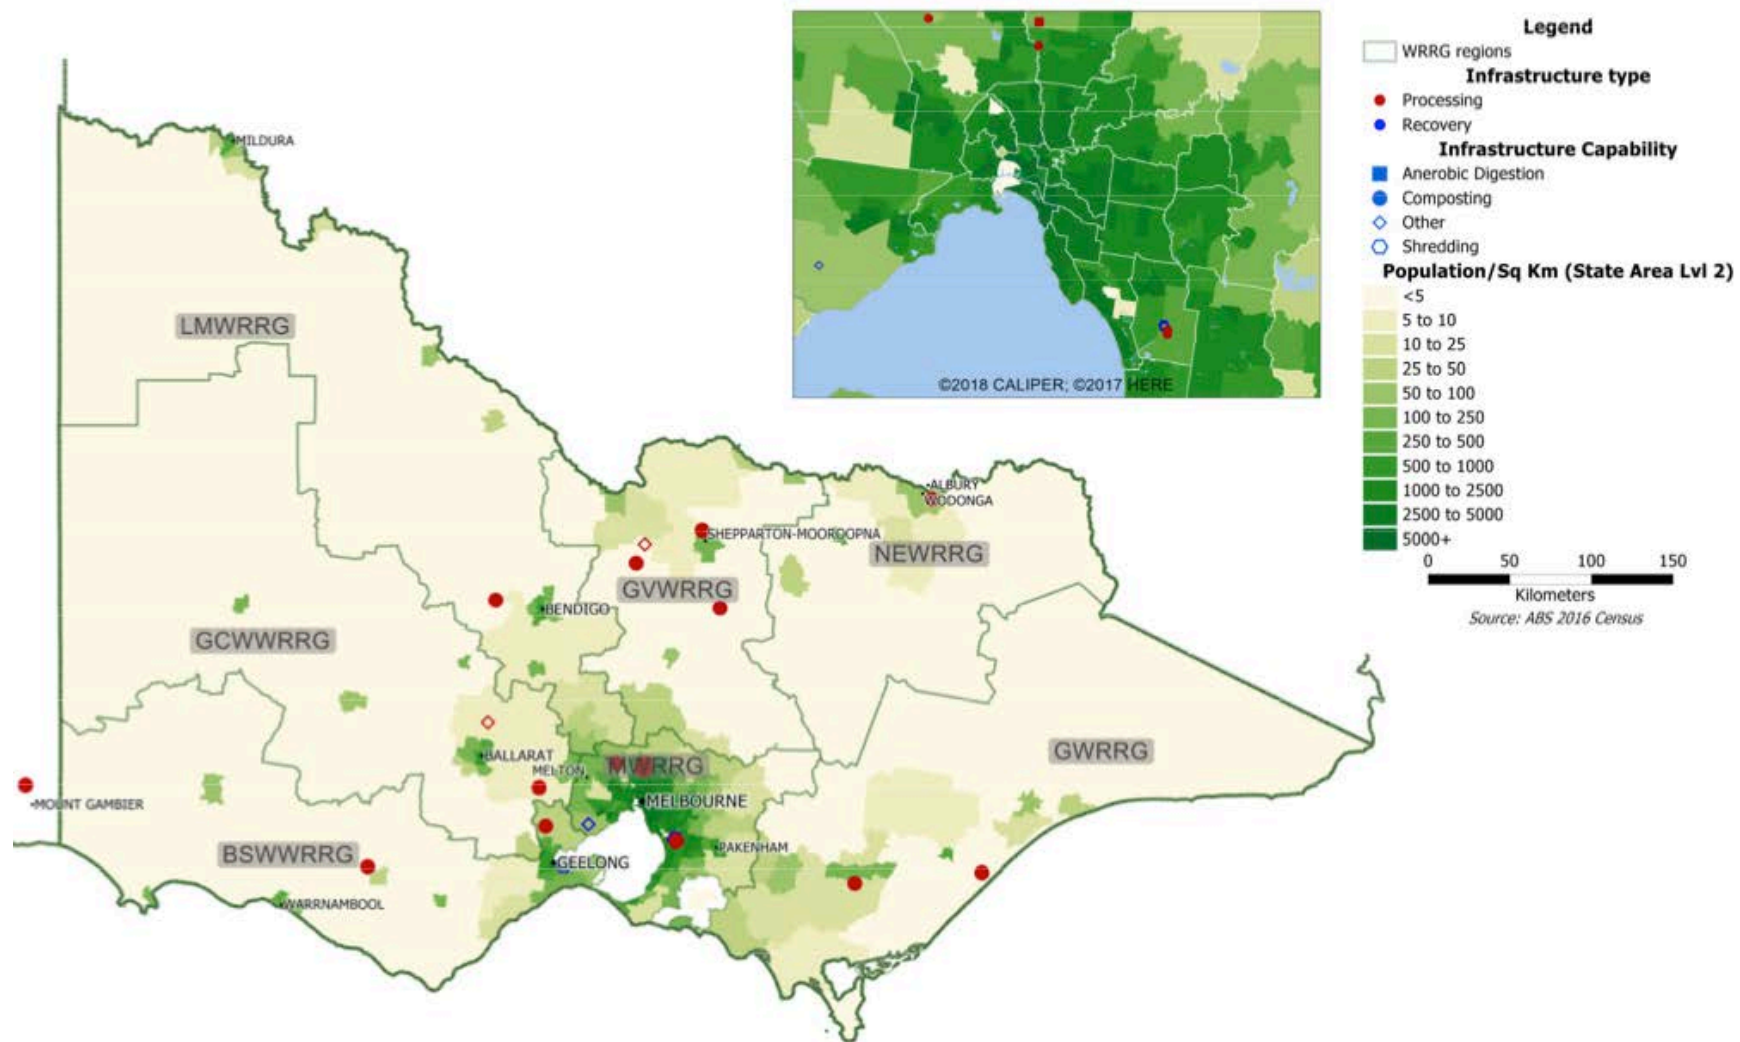 Legend
WRRG regions
Infrastructure type
Processing
Recovery
Infrastructure Capability
Anerobic Digestion
Composting
Other
Shredding
Population/Sq Km (State Area Lvl 2)
<5
5 to 10
10 to 25
25 to 50
50 to 100
100 to 250
250 to 500
500 to 1000
1000 to 2500
2500 to 5000
5000+
0 50 100 150
Kilometers
Source: ABS 2016 Census
©2018 CALIPER; ©2017 HERE
MILDURA
LMWRRG
ALBURY
WODONGA
SHEPPARTON-MOOROOPNA
NEWRRG
GVWRRG
BENDIGO
GCWWRRG
BALLARAT
MELTON
MWRRG
GWRRG
MOUNT GAMBIER
MELBOURNE
BSWWRRG
GEELONG
PAKENHAM
WARRNAMBOOL